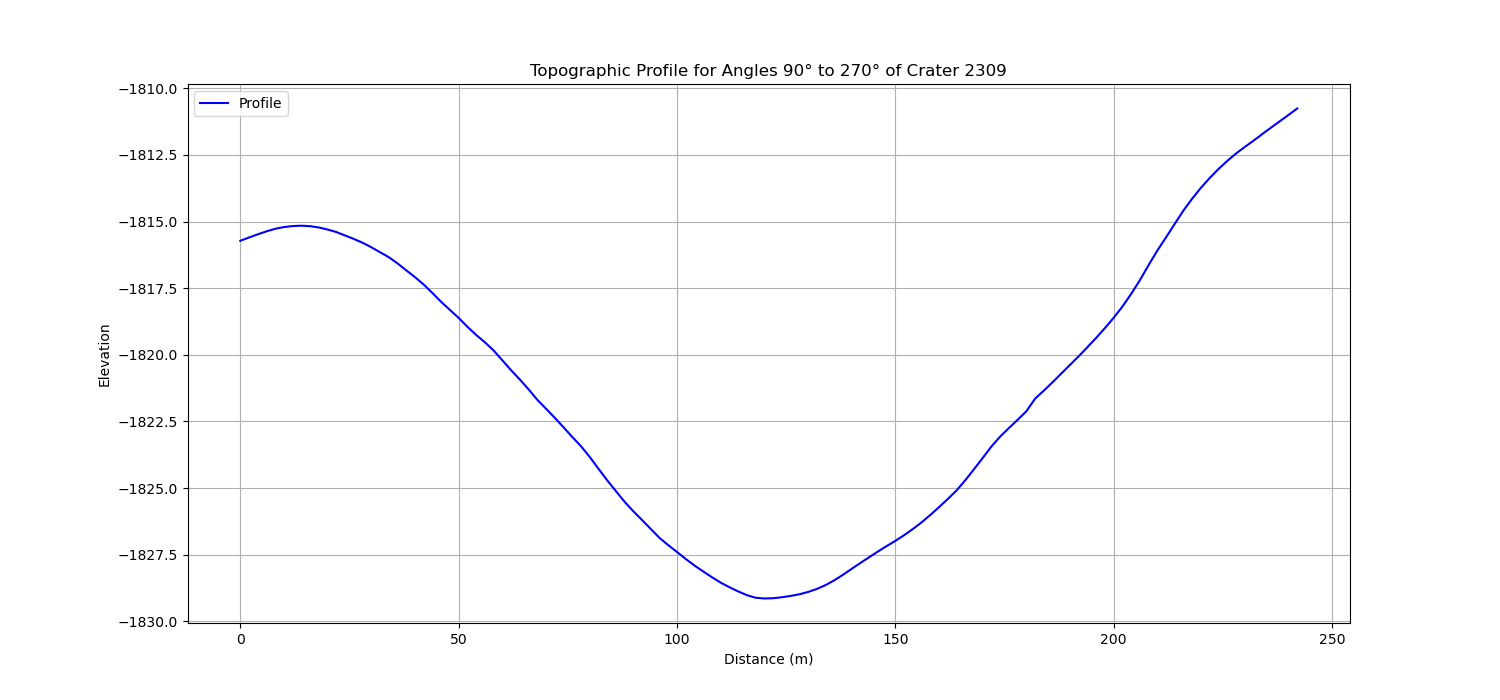 Topographic Profile for Angles 90° to 270° of Crater 2309
Profile
−1810.0
−1812.5
−1815.0
−1817.5
−1820.0
−1822.5
−1825.0
−1827.5
−1830.0
Elevation
0 50 100 150 200 250
Distance (m)